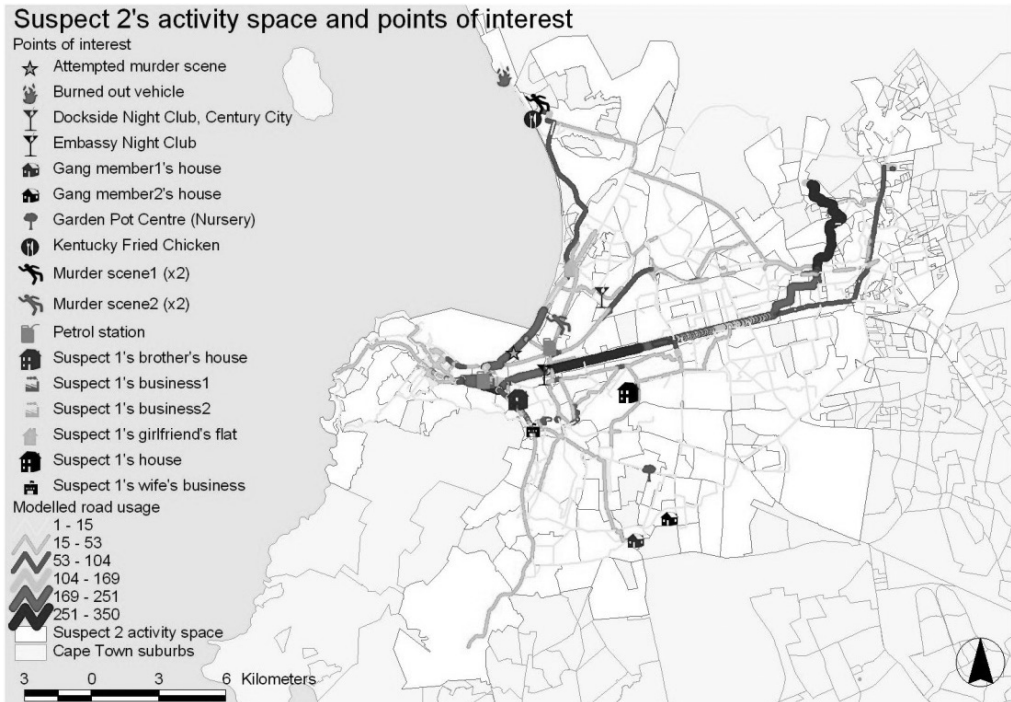 Suspect 2's activity space and points of interest
Points of interest
Attempted murder scene
Burned out vehicle
Dockside Night Club, Century City
Embassy Night Club
Gang member1's house
Gang member2's house
Garden Pot Centre (Nursery)
Kentucky Fried Chicken
Murder scene1 (x2)
Murder scene2 (x2)
Petrol station
Suspect 1's brother's house
Suspect 1's business1
Suspect 1's business2
Suspect 1's girlfriend's flat
Suspect 1's house
Suspect 1's wife's business
Modelled road usage
1 - 15
15 - 53
53 - 104
104 - 169
169 - 251
251 - 350
Suspect 2 activity space
Cape Town suburbs
3 0 3 6 Kilometers